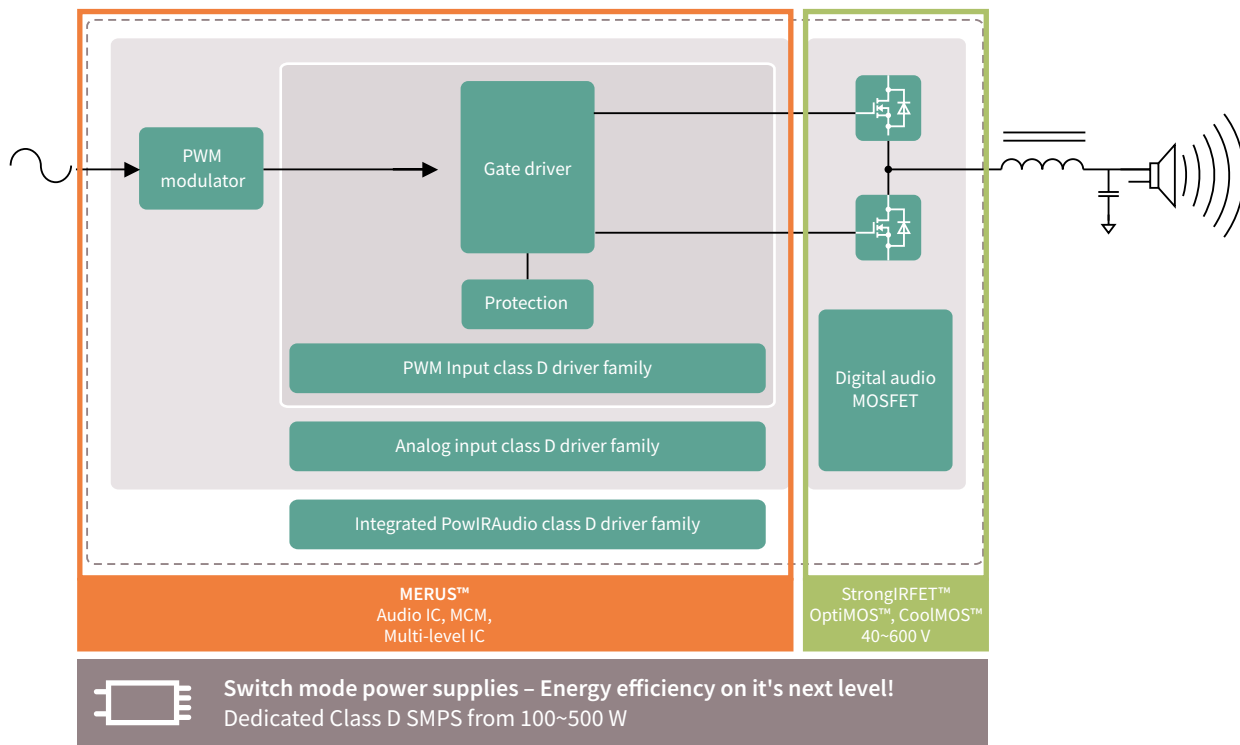 PWM
modulator
Gate driver
Protection
PWM Input class D driver family
Analog input class D driver family
Integrated PowIRAudio class D driver family
Digital audio
MOSFET
MERUS™
Audio IC, MCM,
Multi-level IC
StrongIRFET™
OptiMOS™, CoolMOS™
40~600 V
Switch mode power supplies – Energy efficiency on it's next level!
Dedicated Class D SMPS from 100~500 W